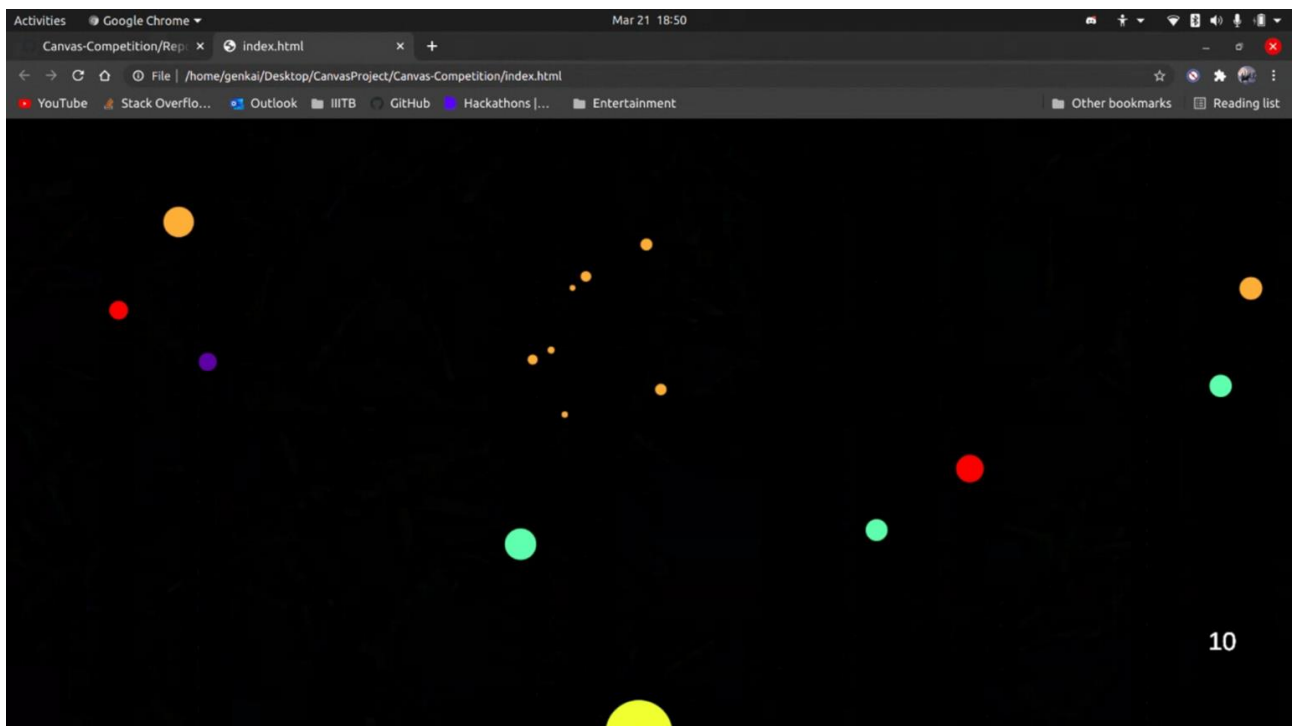 Activities Google Chrome Mar 21 18:50
Canvas-Competition/Rep index.html
File | /home/genkai/Desktop/CanvasProject/Canvas-Competition/index.html
YouTube Stack Overflo... Outlook IIITB GitHub Hackathons |... Entertainment Other bookmarks Reading list
10